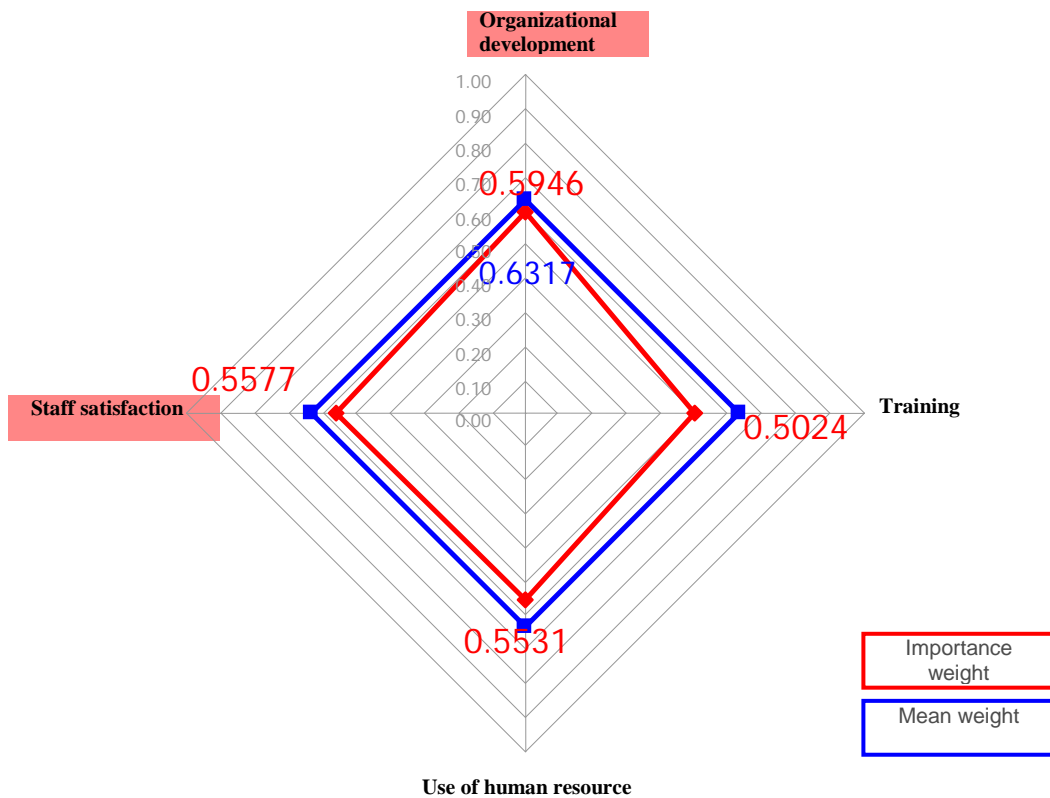 Organizational
development
1.00
0.90
0.80
0.70
0.5946
0.60
0.50
0.6317
0.40
0.30
0.20
0.5577
0.10
Staff satisfaction
Training
0.00
0.5024
0.5531
Importance
weight
Mean weight
Use of human resource